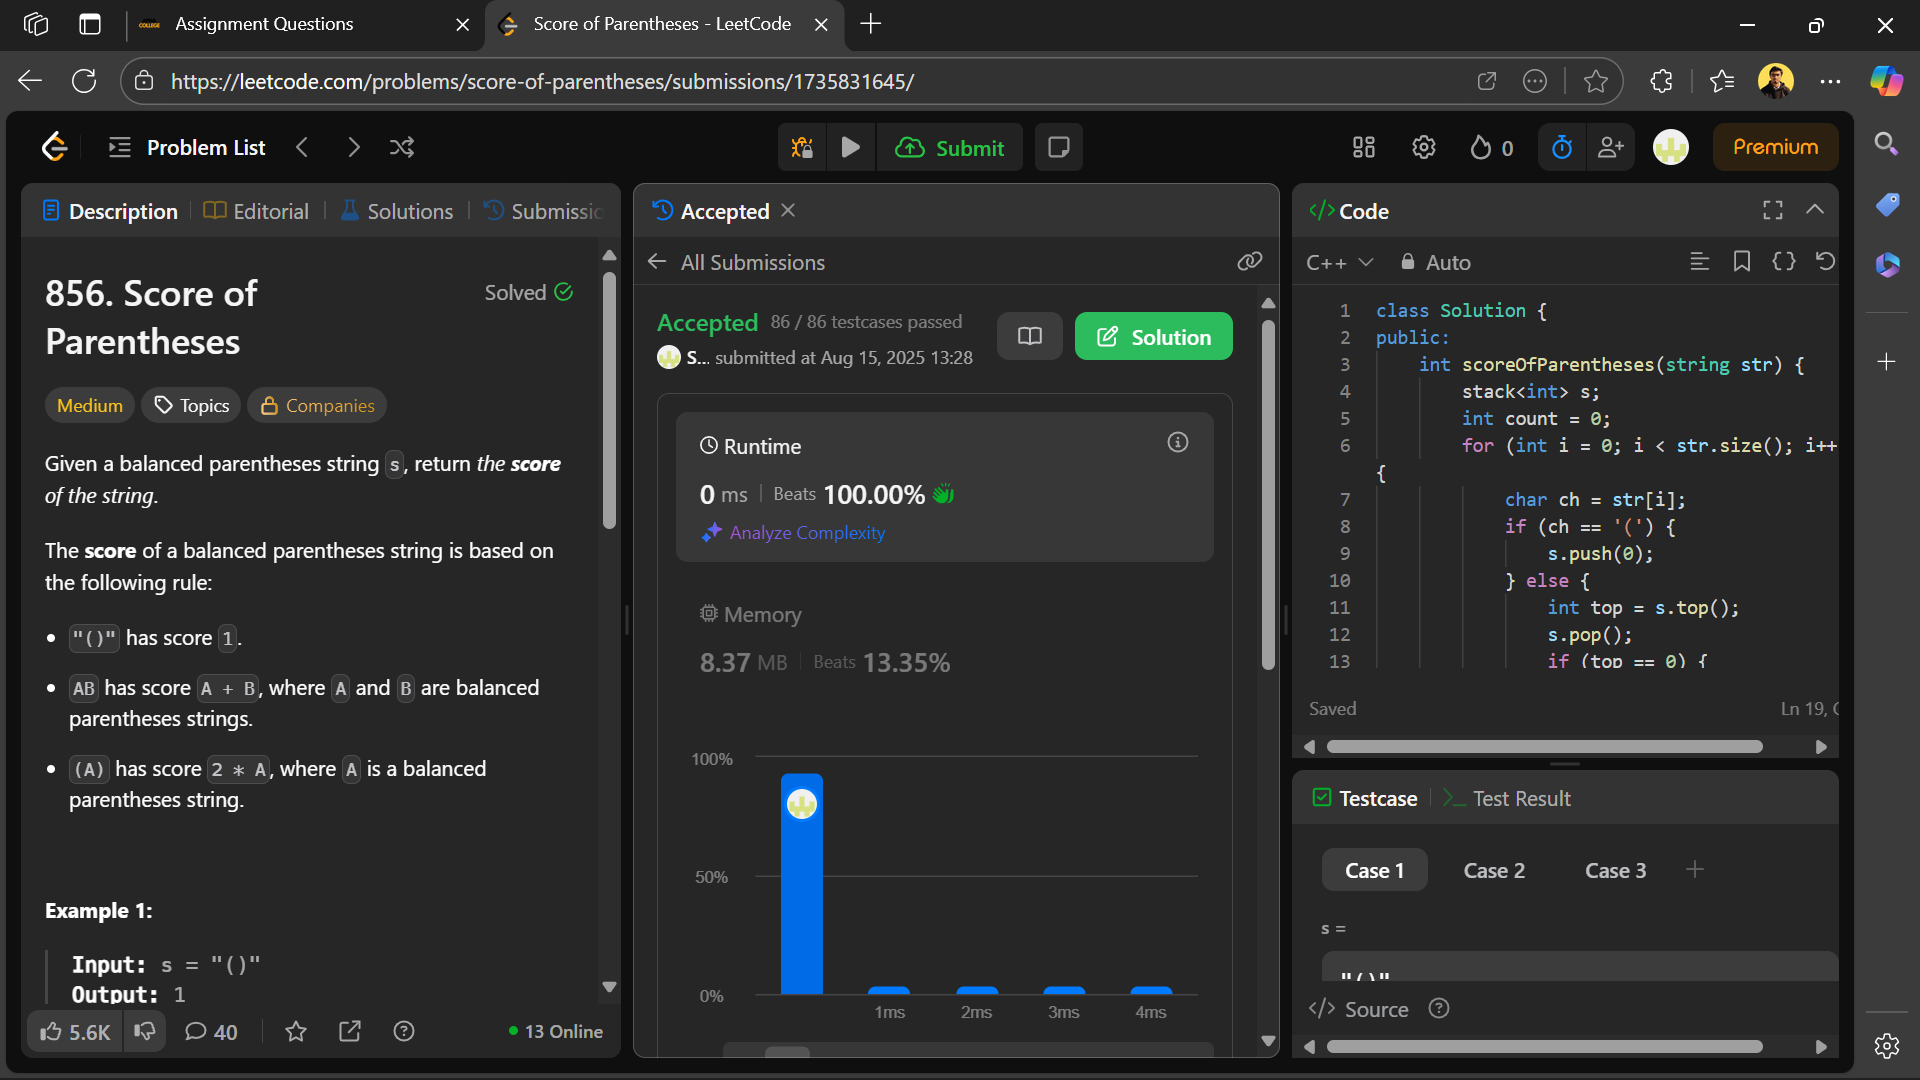 Assignment Questions
Score of Parentheses - LeetCode
https://leetcode.com/problems/score-of-parentheses/submissions/1735831645/
Problem List
Submit
0
Premium
Description
Editorial
Solutions
Submissio
856. Score of
Parentheses
Solved
Medium
Topics
Companies
Given a balanced parentheses string s, return the score
of the string.
The score of a balanced parentheses string is based on
the following rule:
• "()" has score 1.
• AB has score A + B, where A and B are balanced
parentheses strings.
• (A) has score 2 * A, where A is a balanced
parentheses string.
Example 1:
Input: s = "()"
Output: 1
5.6K
40
13 Online
Accepted
All Submissions
Accepted 86 / 86 testcases passed
S... submitted at Aug 15, 2025 13:28
Solution
Runtime
0 ms Beats 100.00%
Analyze Complexity
Memory
8.37 MB Beats 13.35%
100%
50%
0%
1ms 2ms 3ms 4ms
</> Code
C++
Auto
1 class Solution {
2 public:
3 int scoreOfParentheses(string str) {
4 stack<int> s;
5 int count = 0;
6 for (int i = 0; i < str.size(); i++
{
7 char ch = str[i];
8 if (ch == '(') {
9 s.push(0);
10 } else {
11 int top = s.top();
12 s.pop();
13 if (top == 0) {
Saved
Ln 19,
Testcase
Test Result
Case 1 Case 2 Case 3
s =
"()"
</> Source